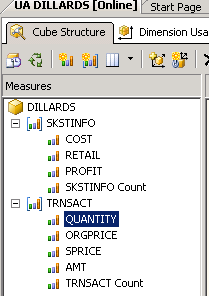 UA DILLARDS [Online]
Start Page
Cube Structure
Dimension Usa
Measures
DILLARDS
SKSTINFO
COST
RETAIL
PROFIT
SKSTINFO Count
TRNSACT
QUANTITY
ORGPRICE
SPRICE
AMT
TRNSACT Count